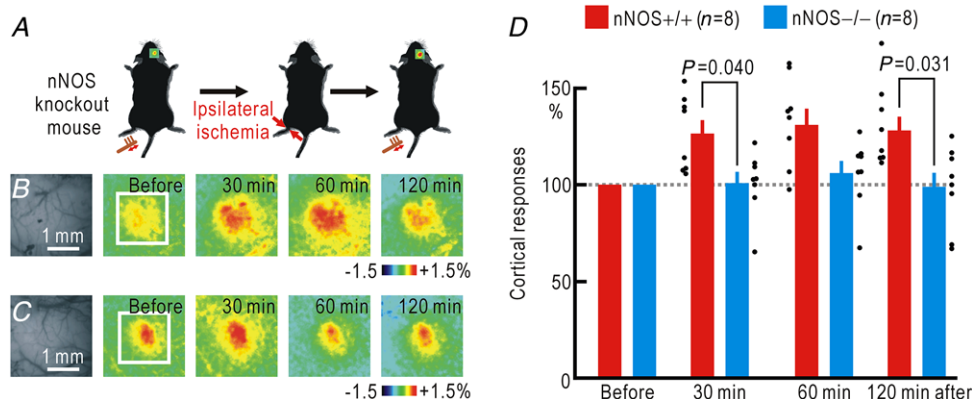 A
nNOS
knockout
mouse
Ipsilateral
ischemia
B
Before
30 min
60 min
120 min
1 mm
-1.5 +1.5%
C
Before
30 min
60 min
120 min
1 mm
-1.5 +1.5%
D
nNOS+/+ (n=8) nNOS−/− (n=8)
P=0.040
P=0.031
150
%
100
50
0
Cortical responses
Before 30 min 60 min 120 min after